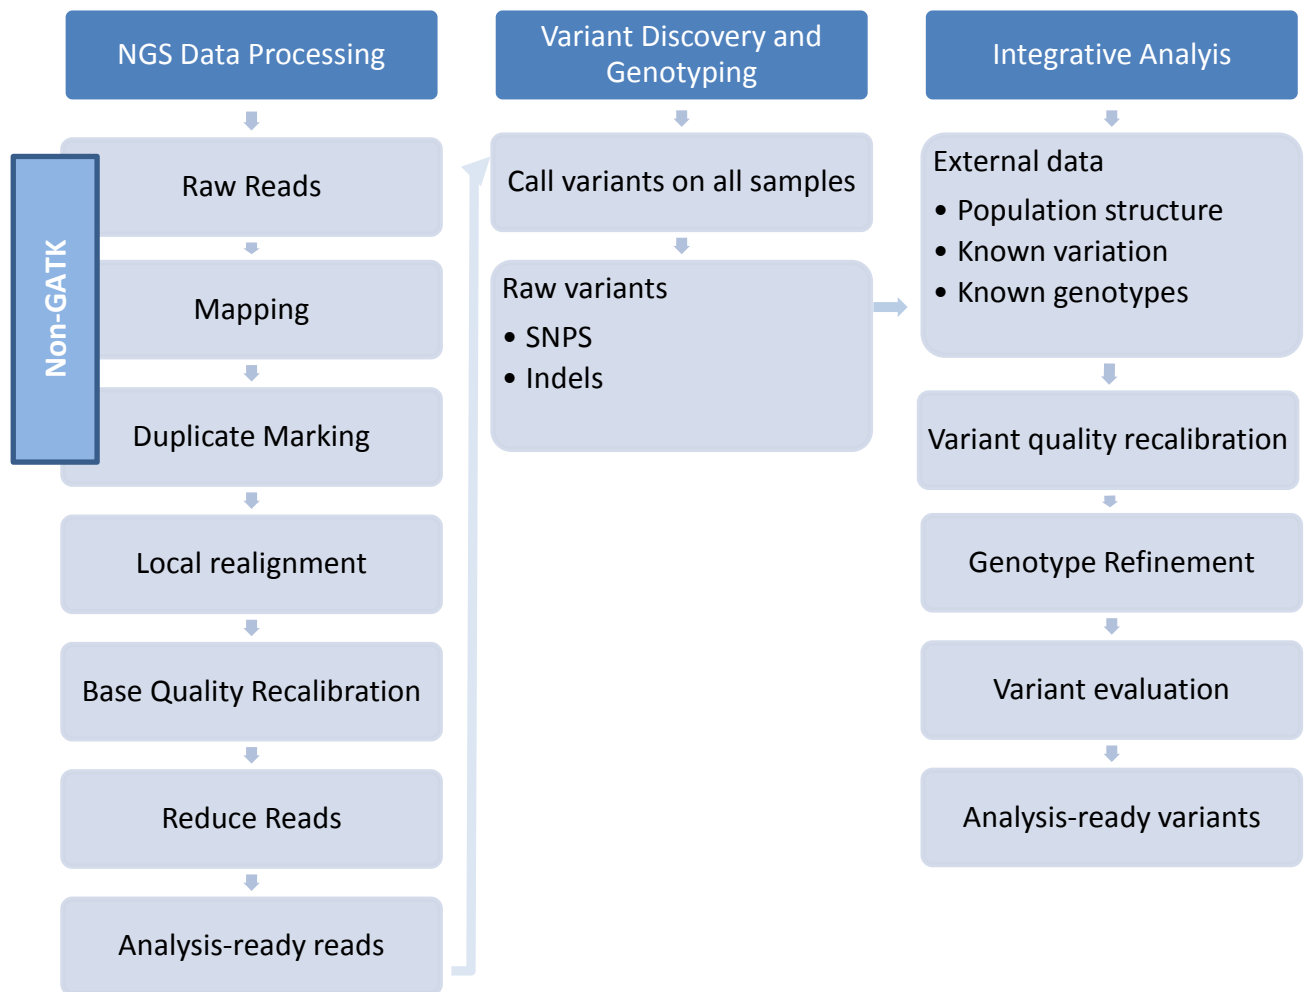 NGS Data Processing
Non-GATK
Raw Reads
Mapping
Duplicate Marking
Local realignment
Base Quality Recalibration
Reduce Reads
Analysis-ready reads
Variant Discovery and
Genotyping
Call variants on all samples
Raw variants
• SNPS
• Indels
Integrative Analyis
External data
• Population structure
• Known variation
• Known genotypes
Variant quality recalibration
Genotype Refinement
Variant evaluation
Analysis-ready variants